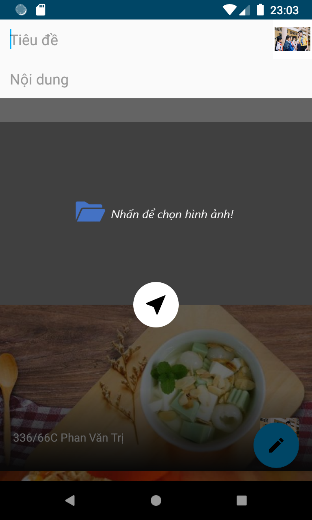 23:03
Tiêu đề
Nội dung
Nhấn để chọn hình ảnh!
336/66C Phan Văn Trị